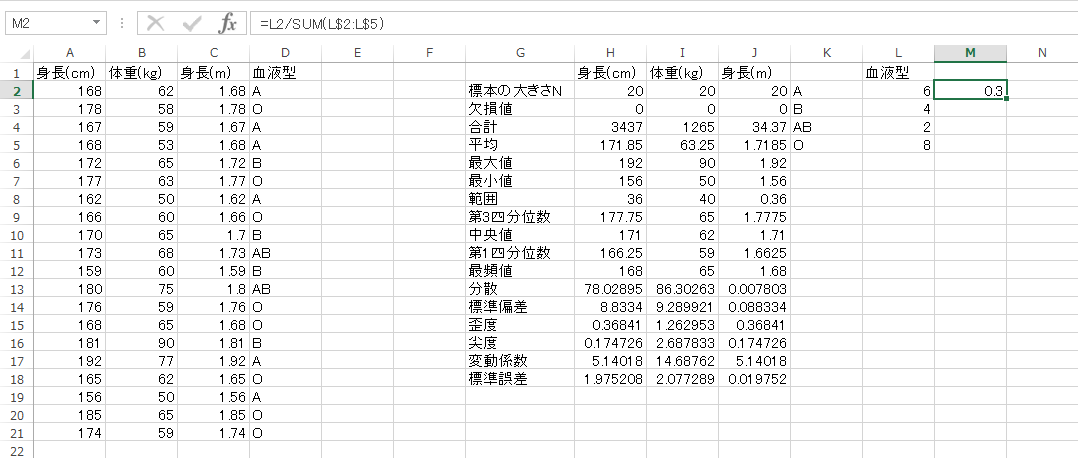 M2 fx =L2/SUM(L$2:L$5)
A B C D E F G H I J K L M N
1 身長(cm) 体重(kg) 身長(m) 血液型 身長(cm) 体重(kg) 身長(m) 血液型
2 168 62 1.68 A 標本の大きさN 20 20 20 A 6 0.3
3 178 58 1.78 O 欠損値 0 0 0 B 4
4 167 59 1.67 A 合計 3437 1265 34.37 AB 2
5 168 53 1.68 A 平均 171.85 63.25 1.7185 O 8
6 172 65 1.72 B 最大値 192 90 1.92
7 177 63 1.77 O 最小値 156 50 1.56
8 162 50 1.62 A 範囲 36 40 0.36
9 166 60 1.66 O 第3四分位数 177.75 65 1.7775
10 170 65 1.7 B 中央値 171 62 1.71
11 173 68 1.73 AB 第1四分位数 166.25 59 1.6625
12 159 60 1.59 B 最頻値 168 65 1.68
13 180 75 1.8 AB 分散 78.02895 86.30263 0.007803
14 176 59 1.76 O 標準偏差 8.8334 9.289921 0.088334
15 168 65 1.68 O 歪度 0.36841 1.262953 0.36841
16 181 90 1.81 B 尖度 0.174726 2.687833 0.174726
17 192 77 1.92 A 変動係数 5.14018 14.68762 5.14018
18 165 62 1.65 O 標準誤差 1.975208 2.077289 0.019752
19 156 50 1.56 A
20 185 65 1.85 O
21 174 59 1.74 O
22